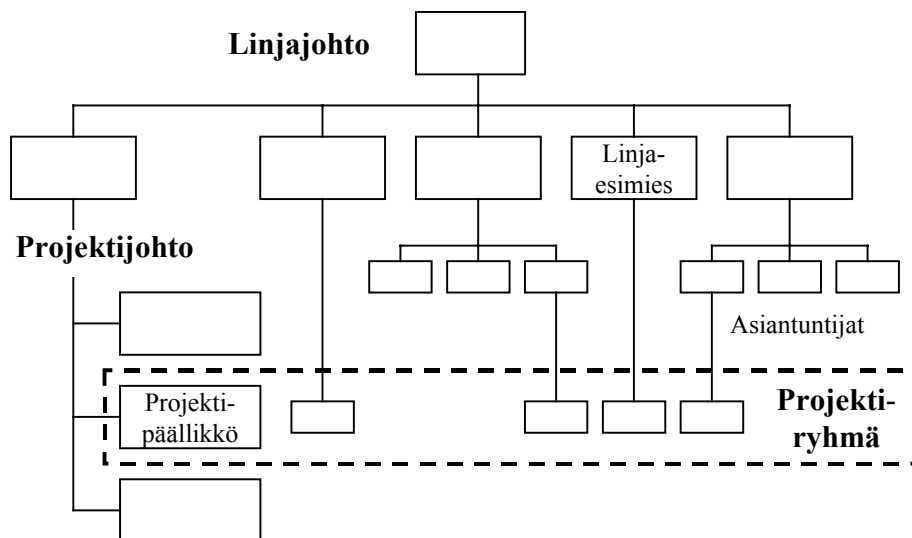 Linjajohto
Linja-
esimies
Projektijohto
Asiantuntijat
Projekti-
päällikkö
Projekti-
ryhmä